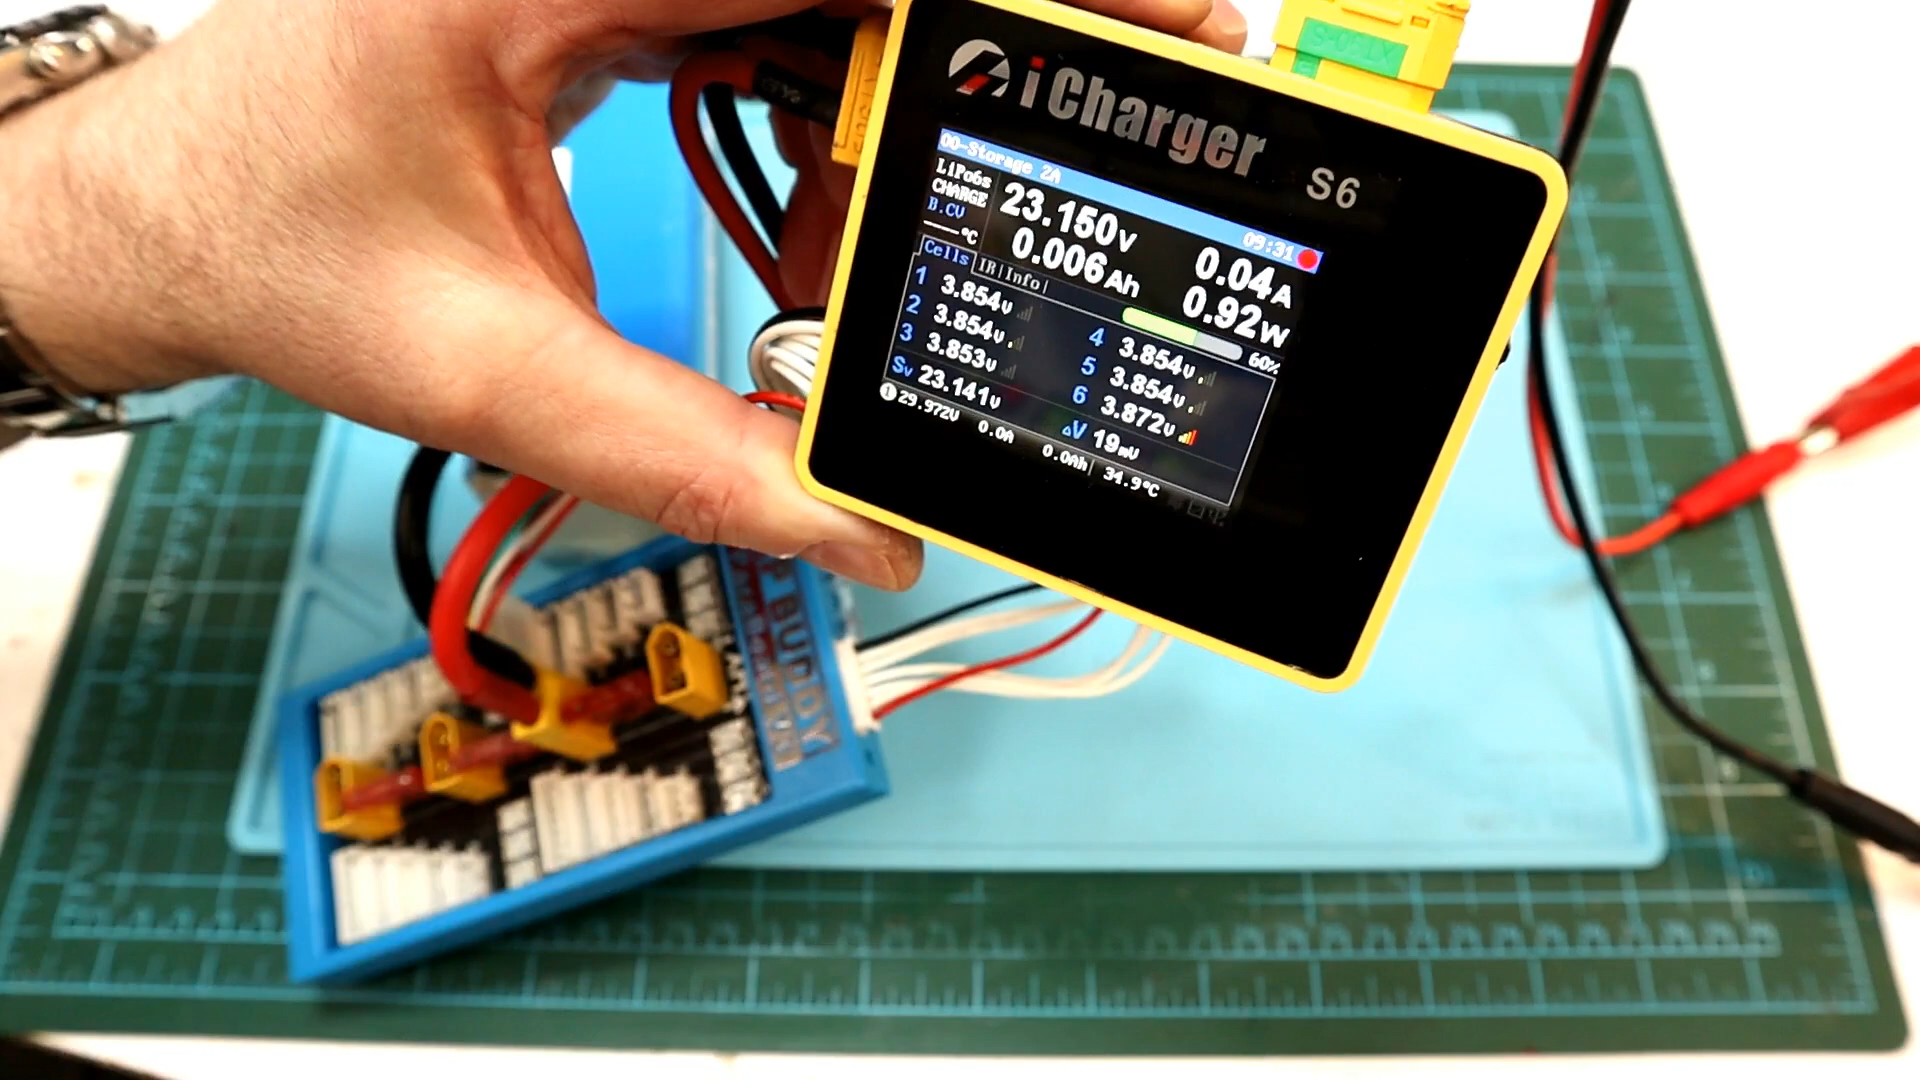 iCharger
S6
00-Storage 2A
09:31
LiPo6s
CHARGE
B.CV
----°C
23.150V
0.04A
0.006Ah
0.92W
60%
Cells
IR|Info|
1 3.854V
2 3.854V
3 3.853V
4 3.854V
5 3.854V
6 3.872V
Sv 23.141V
△V 19mV
29.972V 0.0A 0.0Ah| 31.9°C
BUDDY